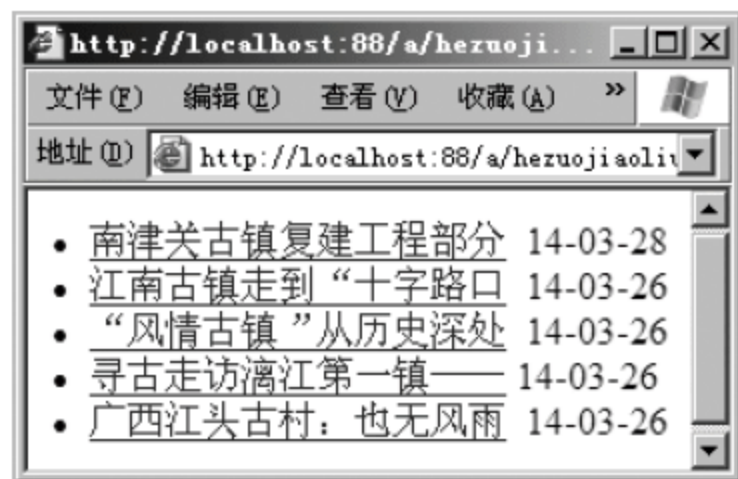 http://localhost:88/a/hezuoji...
文件(F) 编辑(E) 查看(V) 收藏(A) »
地址(D) http://localhost:88/a/hezuojiaoliu
南津关古镇复建工程部分 14-03-28
江南古镇走到“十字路口 14-03-26
“风情古镇 ”从历史深处 14-03-26
寻古走访漓江第一镇—— 14-03-26
广西江头古村：也无风雨 14-03-26